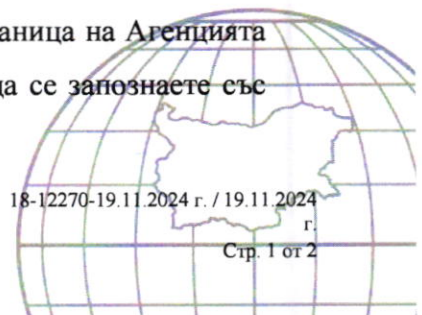 аница на Агенцията
да се запознаете със
18-12270-19.11.2024 г. / 19.11.2024
г.
Стр. 1 от 2